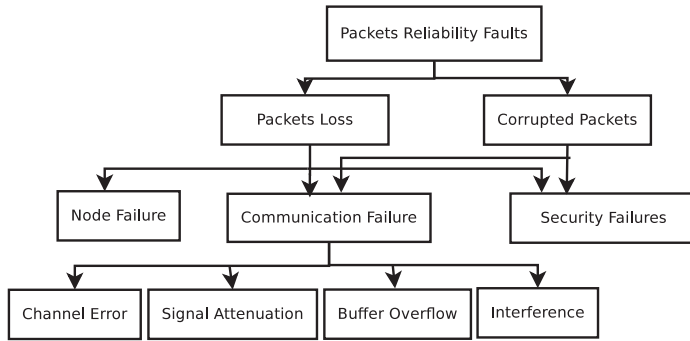 Packets Reliability Faults
Packets Loss
Corrupted Packets
Node Failure
Communication Failure
Security Failures
Channel Error
Signal Attenuation
Buffer Overflow
Interference